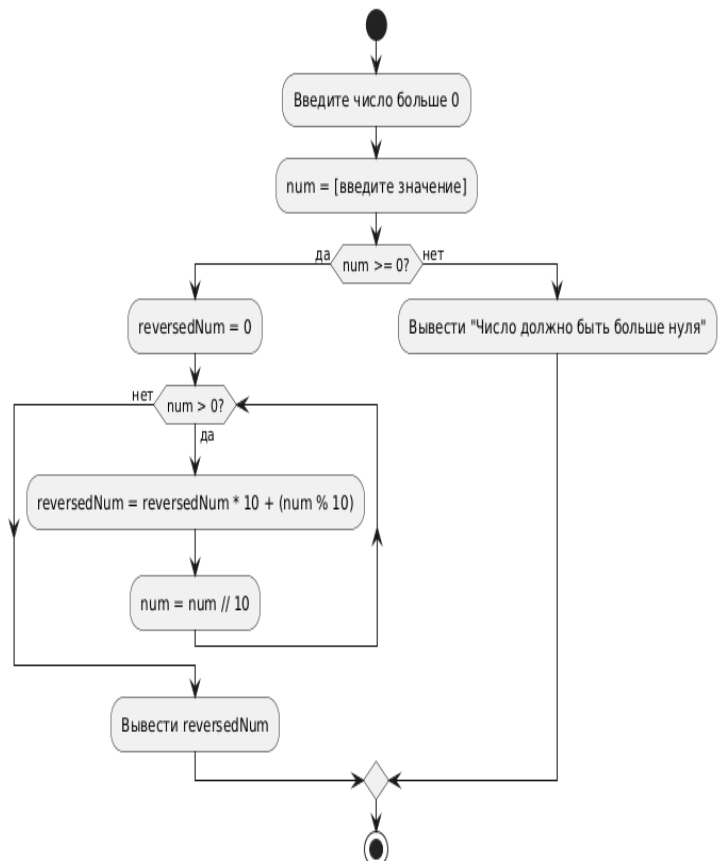 Введите число больше 0
num = [введите значение]
да
num >= 0?
нет
reversedNum = 0
Вывести "Число должно быть больше нуля"
нет
num > 0?
да
reversedNum = reversedNum * 10 + (num % 10)
num = num // 10
Вывести reversedNum